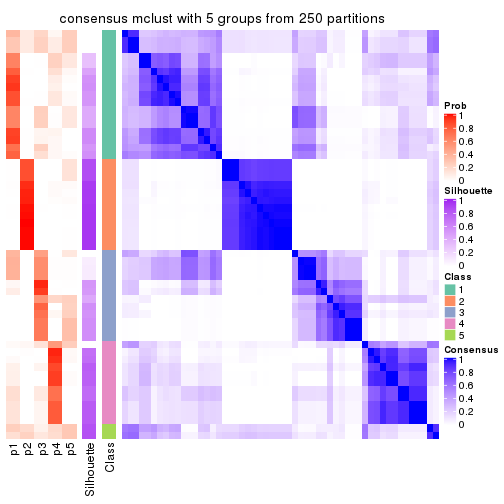 consensus mclust with 5 groups from 250 partitions
Prob
1
0.8
0.6
0.4
0.2
0
Silhouette
1
0.8
0.6
0.4
0.2
0
Class
1
2
3
4
5
Consensus
1
0.8
0.6
0.4
0.2
0
p1
p2
p3
p4
p5
Silhouette
Class